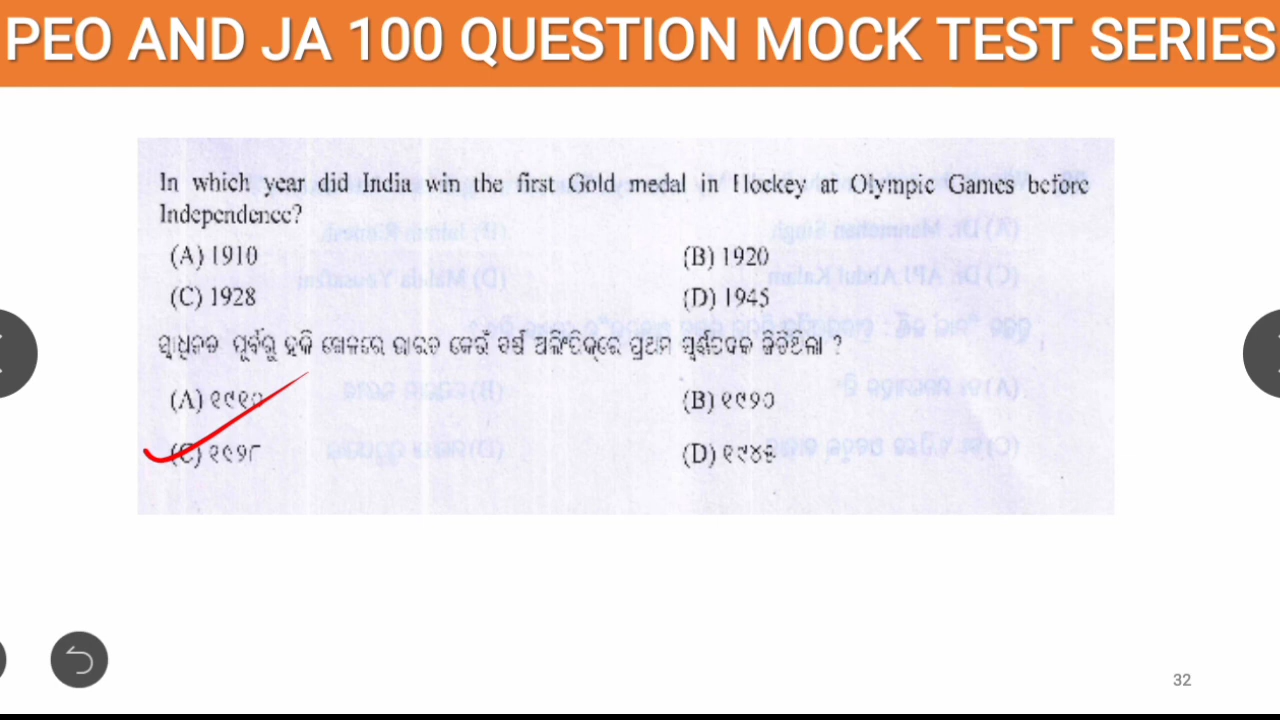 PEO AND JA 100 QUESTION MOCK TEST SERIES
In which year did India win the first Gold medal in Hockey at Olympic Games before
Independence?
(A) 1910 (B) 1920
(C) 1928 (D) 1945
ସ୍ୱାଧୀନତା ପୂର୍ବରୁ ହକି ଖେଳରେ ଭାରତ କେଉଁ ବର୍ଷ ଅଲିଂପିକ୍‌ରେ ପ୍ରଥମ ସ୍ୱର୍ଣ୍ଣପଦକ ଜିତିଥିଲା ?
(A) ୧୯୧୦ (B) ୧୯୨୦
(C) ୧୯୨୮ (D) ୧୯୪୫
32